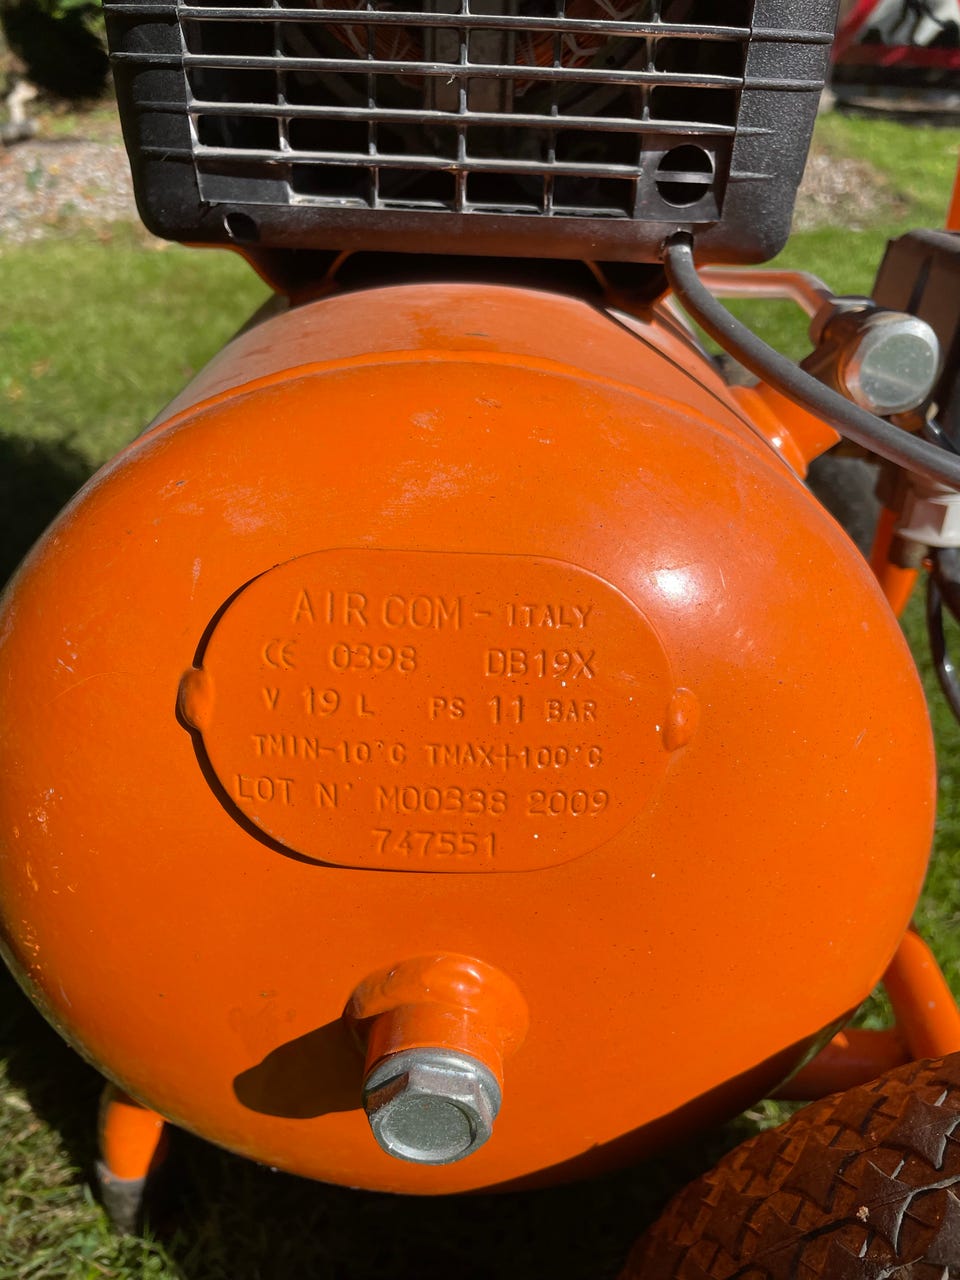 AIR COM - ITALY
CE 0398 DB19X
V 19 L PS 11 BAR
TMIN-10°C TMAX+100°C
LOT N° M00338 2009
747551